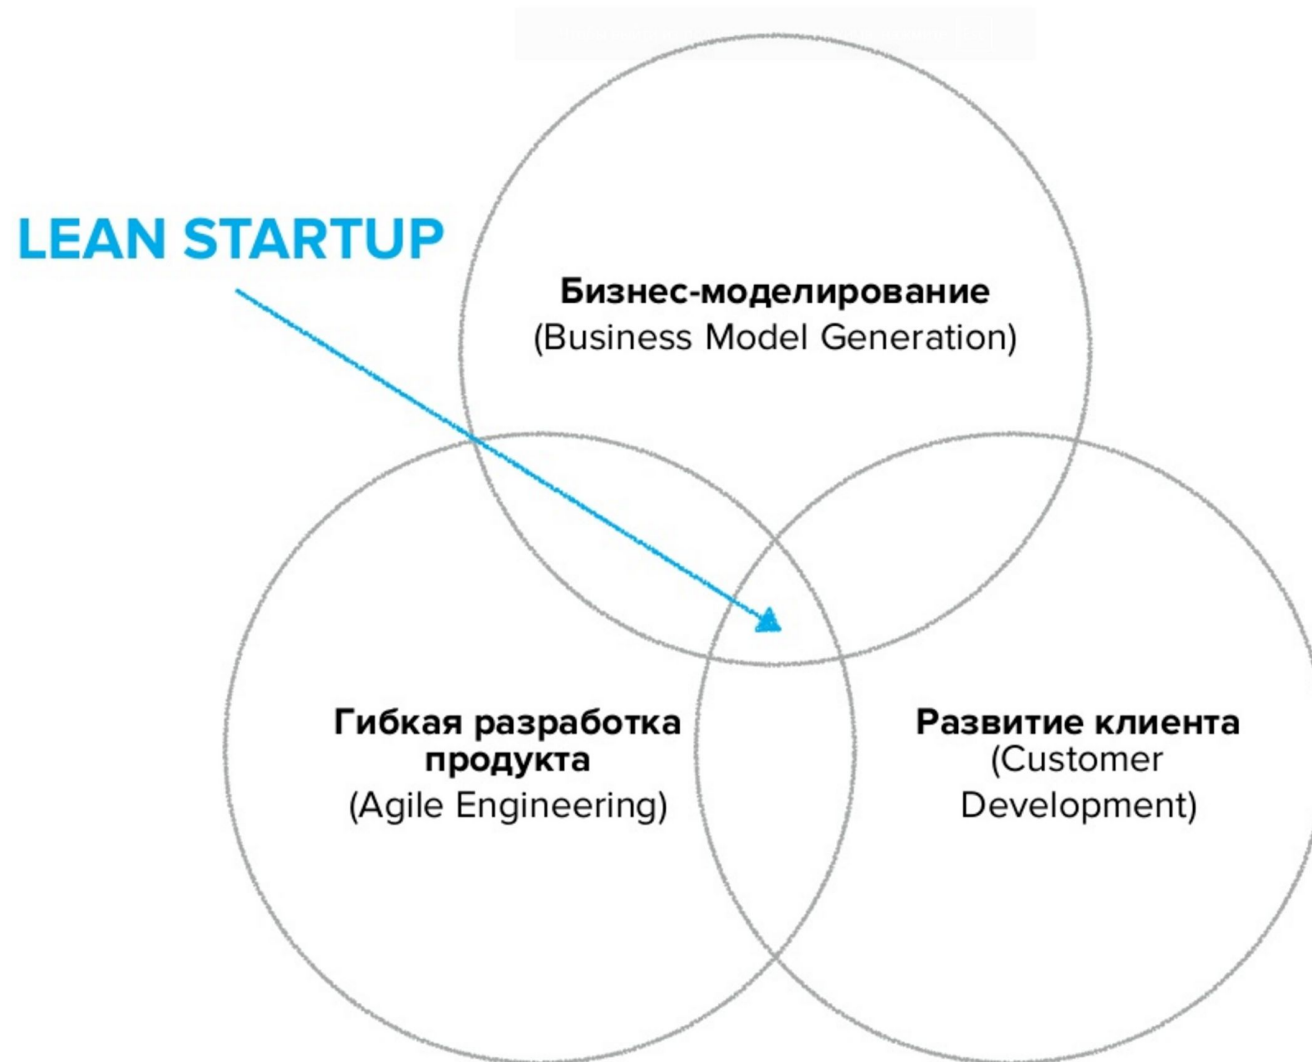 LEAN STARTUP
Бизнес-моделирование
(Business Model Generation)
Гибкая разработка
продукта
(Agile Engineering)
Развитие клиента
(Customer
Development)